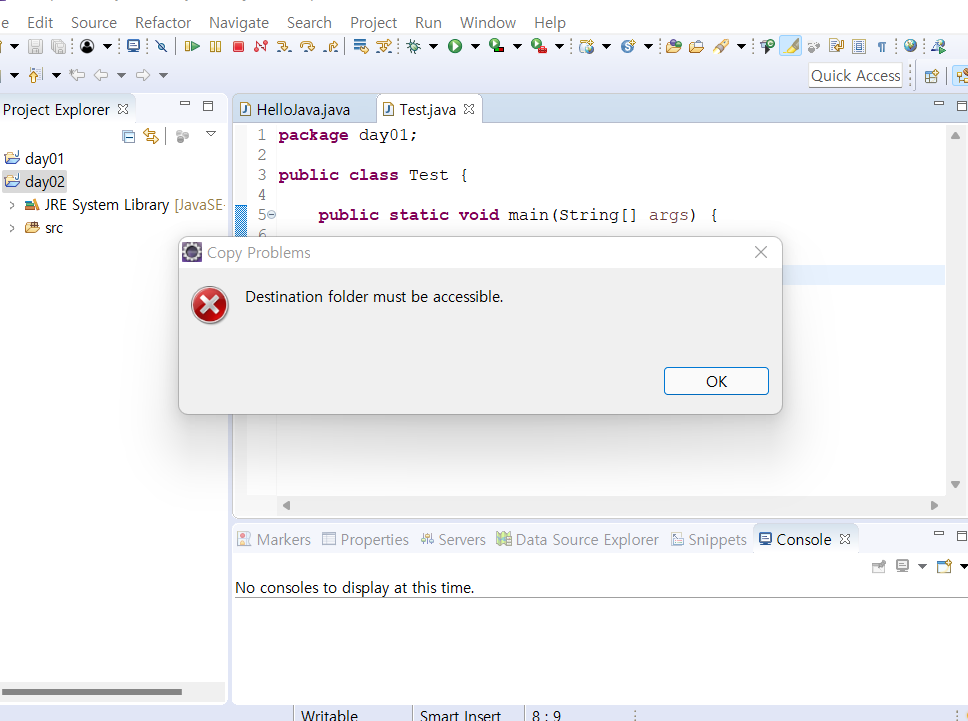 e Edit Source Refactor Navigate Search Project Run Window Help
Quick Access
Project Explorer
day01
day02
JRE System Library [JavaSE-
src
HelloJava.java Test.java
1 package day01;
2
3 public class Test {
4
5 public static void main(String[] args) {
6
Copy Problems
Destination folder must be accessible.
OK
Markers Properties Servers Data Source Explorer Snippets Console
No consoles to display at this time.
Writable Smart Insert 8 : 9